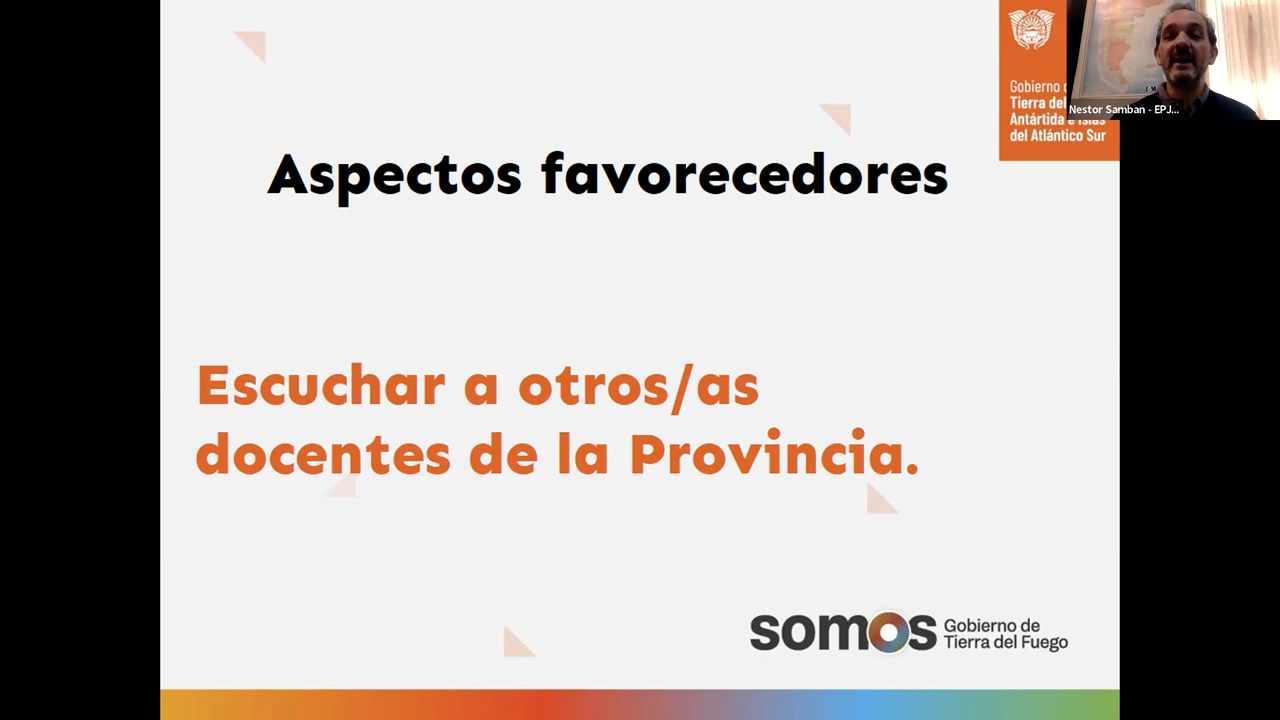 Gobierno de
Tierra del
Antártida e Islas
del Atlántico Sur
Nestor Samban - EPJ...
Aspectos favorecedores
Escuchar a otros/as
docentes de la Provincia.
somos
Gobierno de
Tierra del Fuego